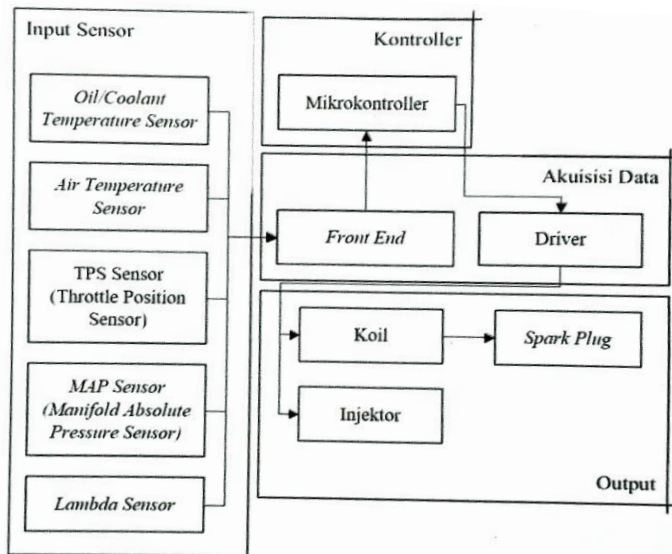 Input Sensor
Oil/Coolant
Temperature Sensor
Air Temperature
Sensor
TPS Sensor
(Throttle Position
Sensor)
MAP Sensor
(Manifold Absolute
Pressure Sensor)
Lambda Sensor
Kontroller
Mikrokontroller
Akuisisi Data
Front End
Driver
Koil
Spark Plug
Injektor
Output